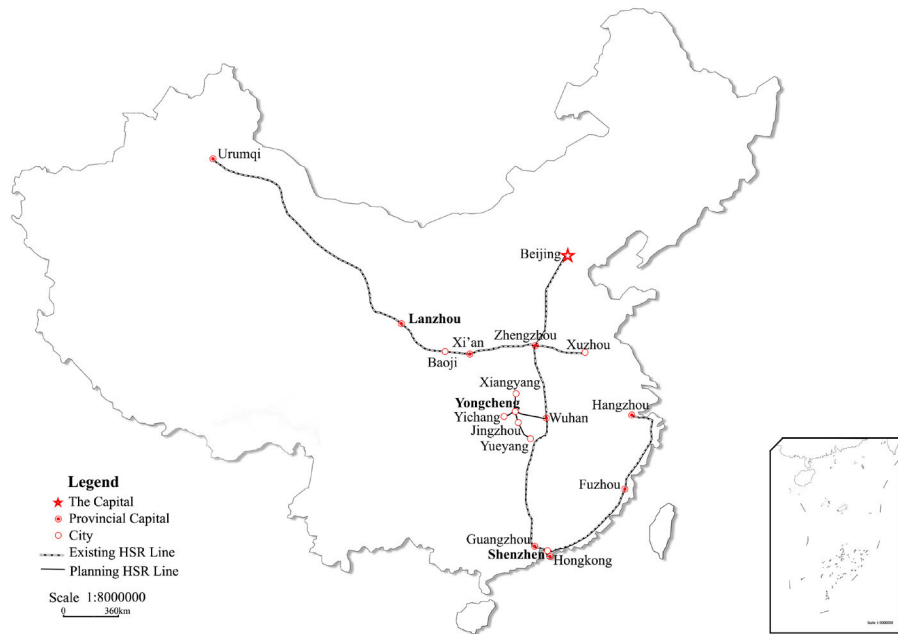 Urumqi
Beijing
Lanzhou
Zhengzhou
Xi’an
Xuzhou
Baoji
Xiangyang
Yongcheng
Hangzhou
Yichang
Wuhan
Jingzhou
Yueyang
Fuzhou
Guangzhou
Shenzhen
Hongkong
Legend
The Capital
Provincial Capital
City
Existing HSR Line
Planning HSR Line
Scale 1:8000000
0 360km